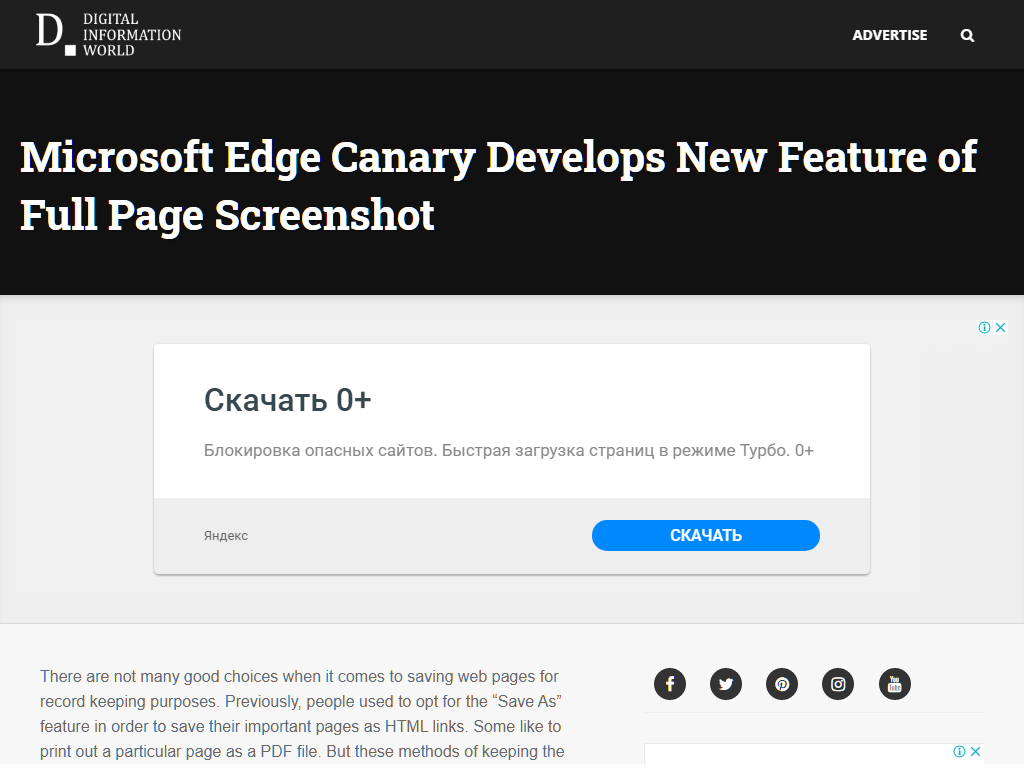 DIGITAL
INFORMATION
WORLD
D.
ADVERTISE
Microsoft Edge Canary Develops New Feature of
Full Page Screenshot
Скачать 0+
Блокировка опасных сайтов. Быстрая загрузка страниц в режиме Турбо. 0+
Яндекс
СКАЧАТЬ
There are not many good choices when it comes to saving web pages for
record keeping purposes. Previously, people used to opt for the “Save As”
feature in order to save their important pages as HTML links. Some like to
print out a particular page as a PDF file. But these methods of keeping the
You
Tube